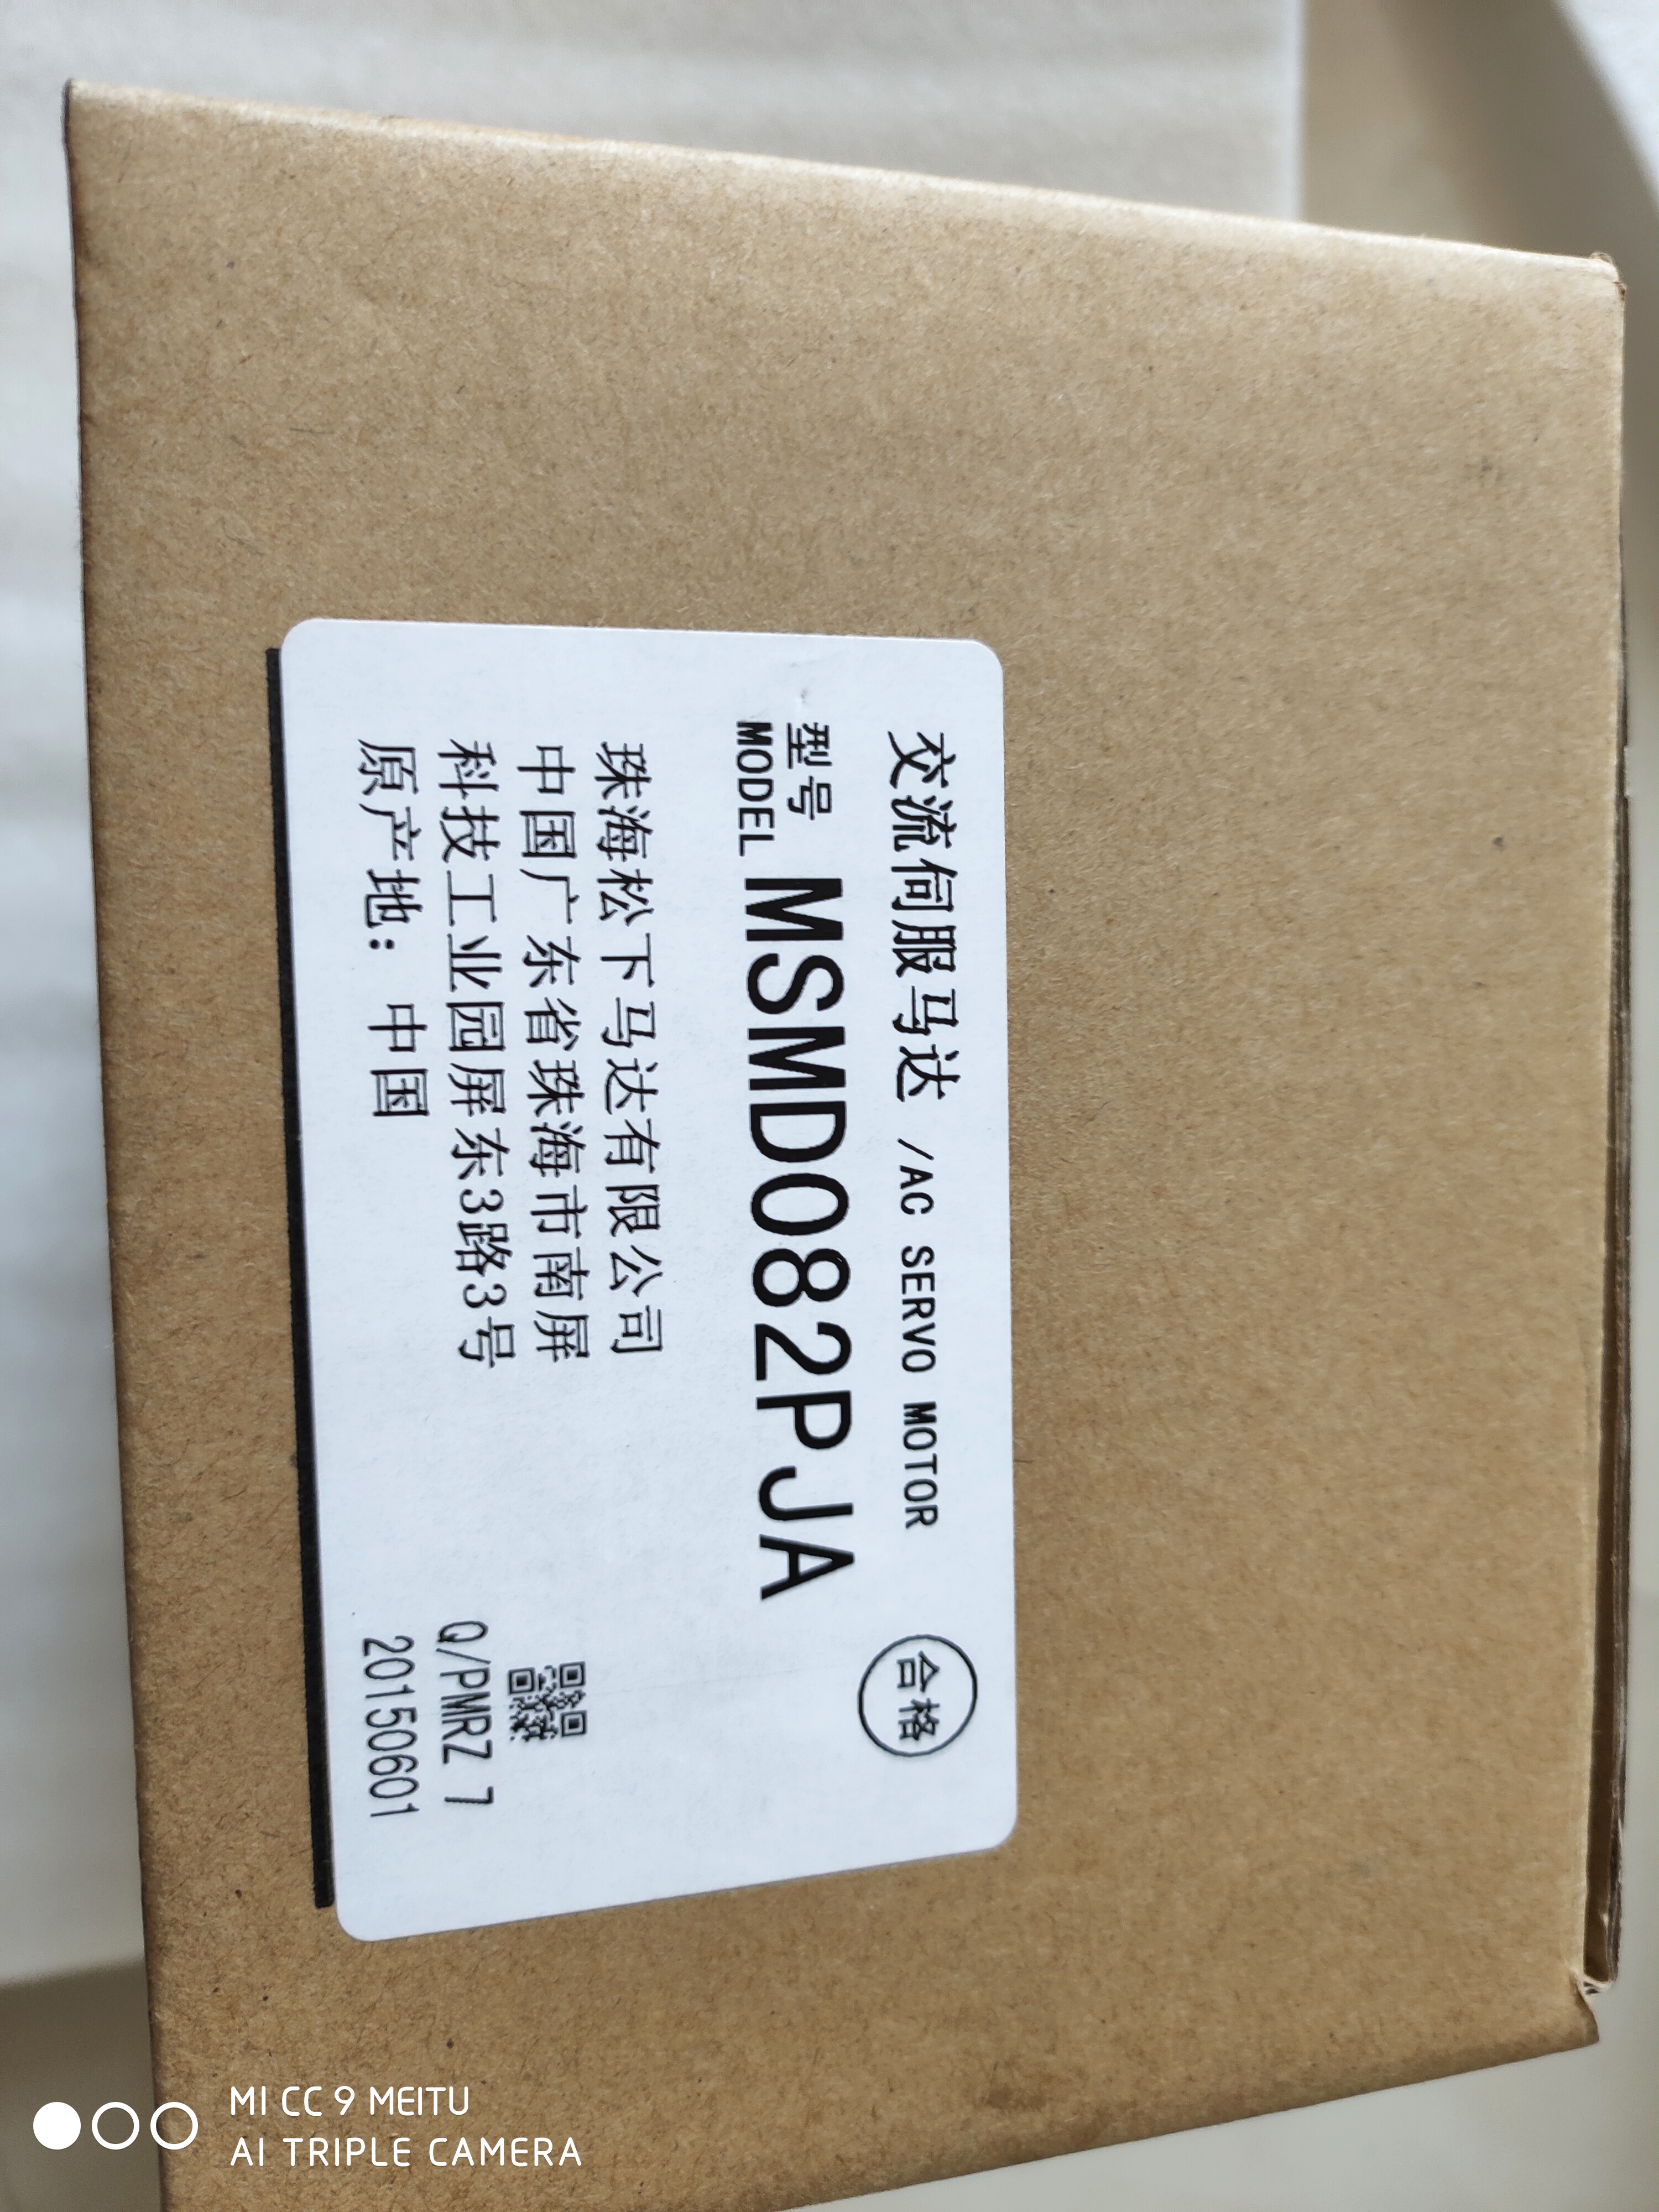 交流伺服马达 /AC SERVO MOTOR
合格
型号
MODEL
MSMD082PJA
珠海松下马达有限公司
中国广东省珠海市南屏
科技工业园屏东3路3号
原产地: 中国
Q/PMRZ 7
20150601
MI CC 9 MEITU
AI TRIPLE CAMERA